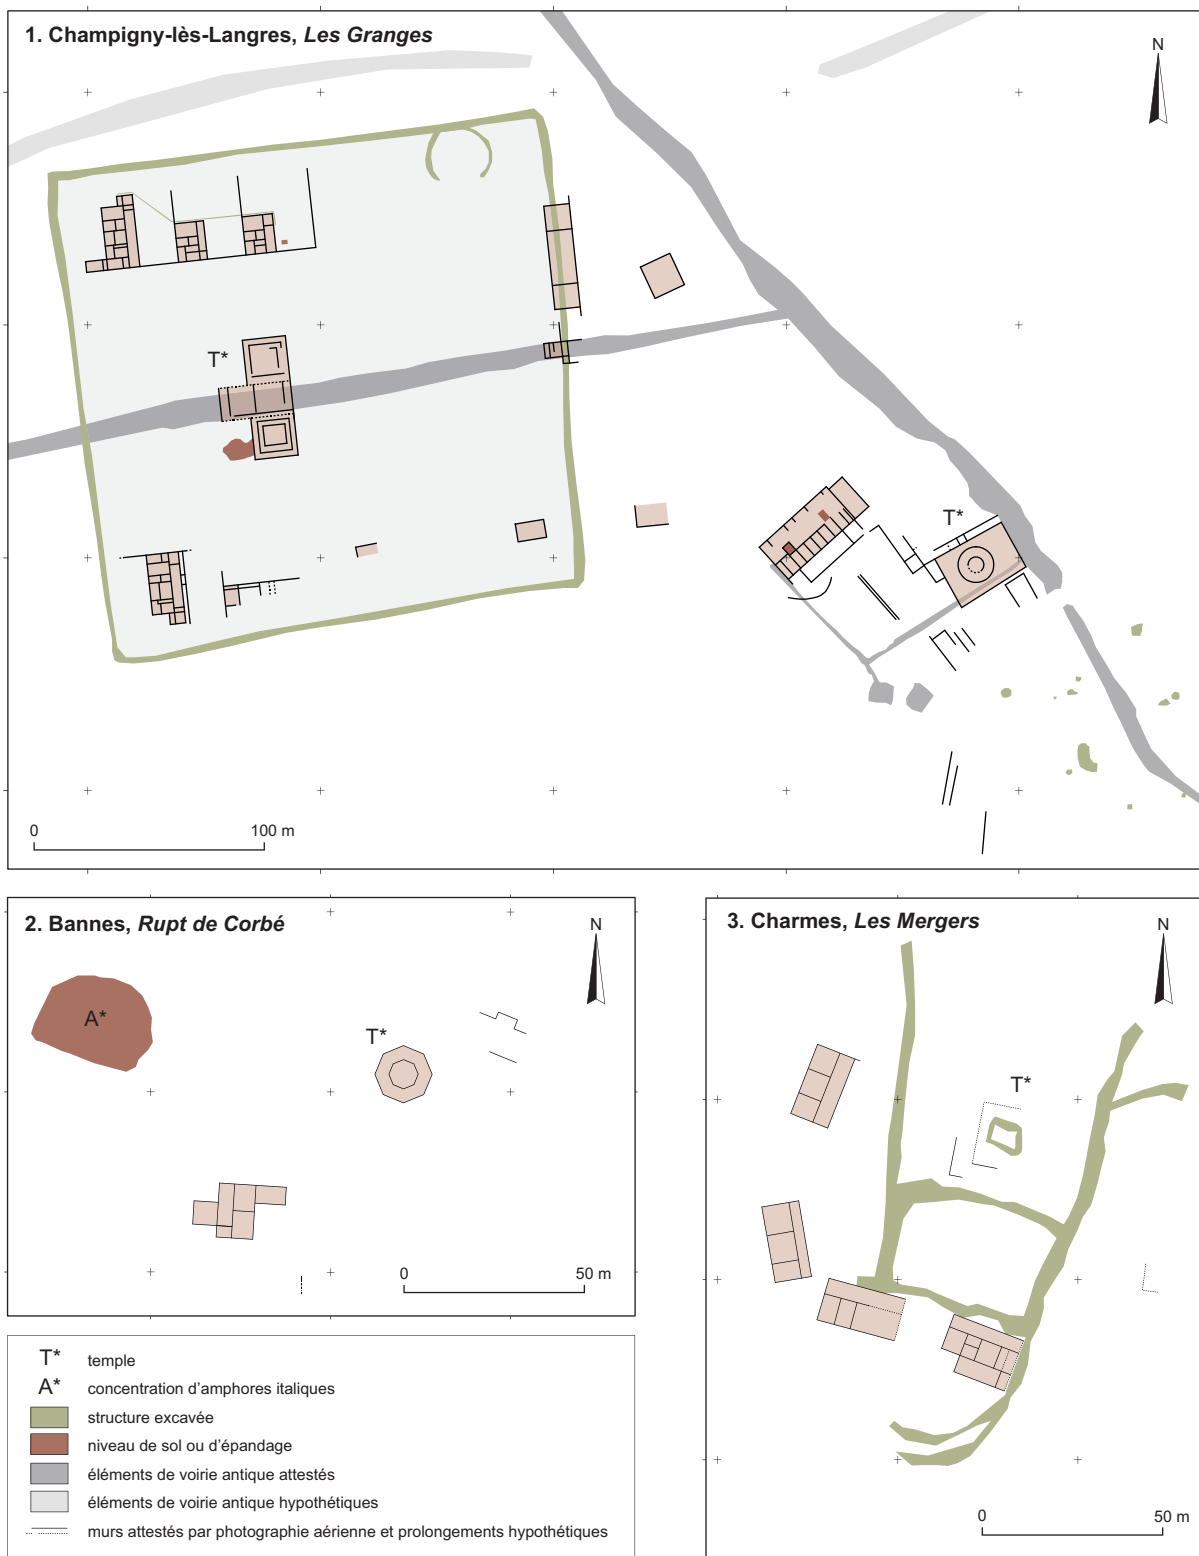 1. Champigny-lès-Langres, Les Granges
N
T*
T*
0 100 m
2. Bannes, Rupt de Corbé
N
A*
T*
0 50 m
3. Charmes, Les Mergers
N
T*
0 50 m
T* temple
A* concentration d'amphores italiques
structure excavée
niveau de sol ou d'épandage
éléments de voirie antique attestés
éléments de voirie antique hypothétiques
murs attestés par photographie aérienne et prolongements hypothétiques